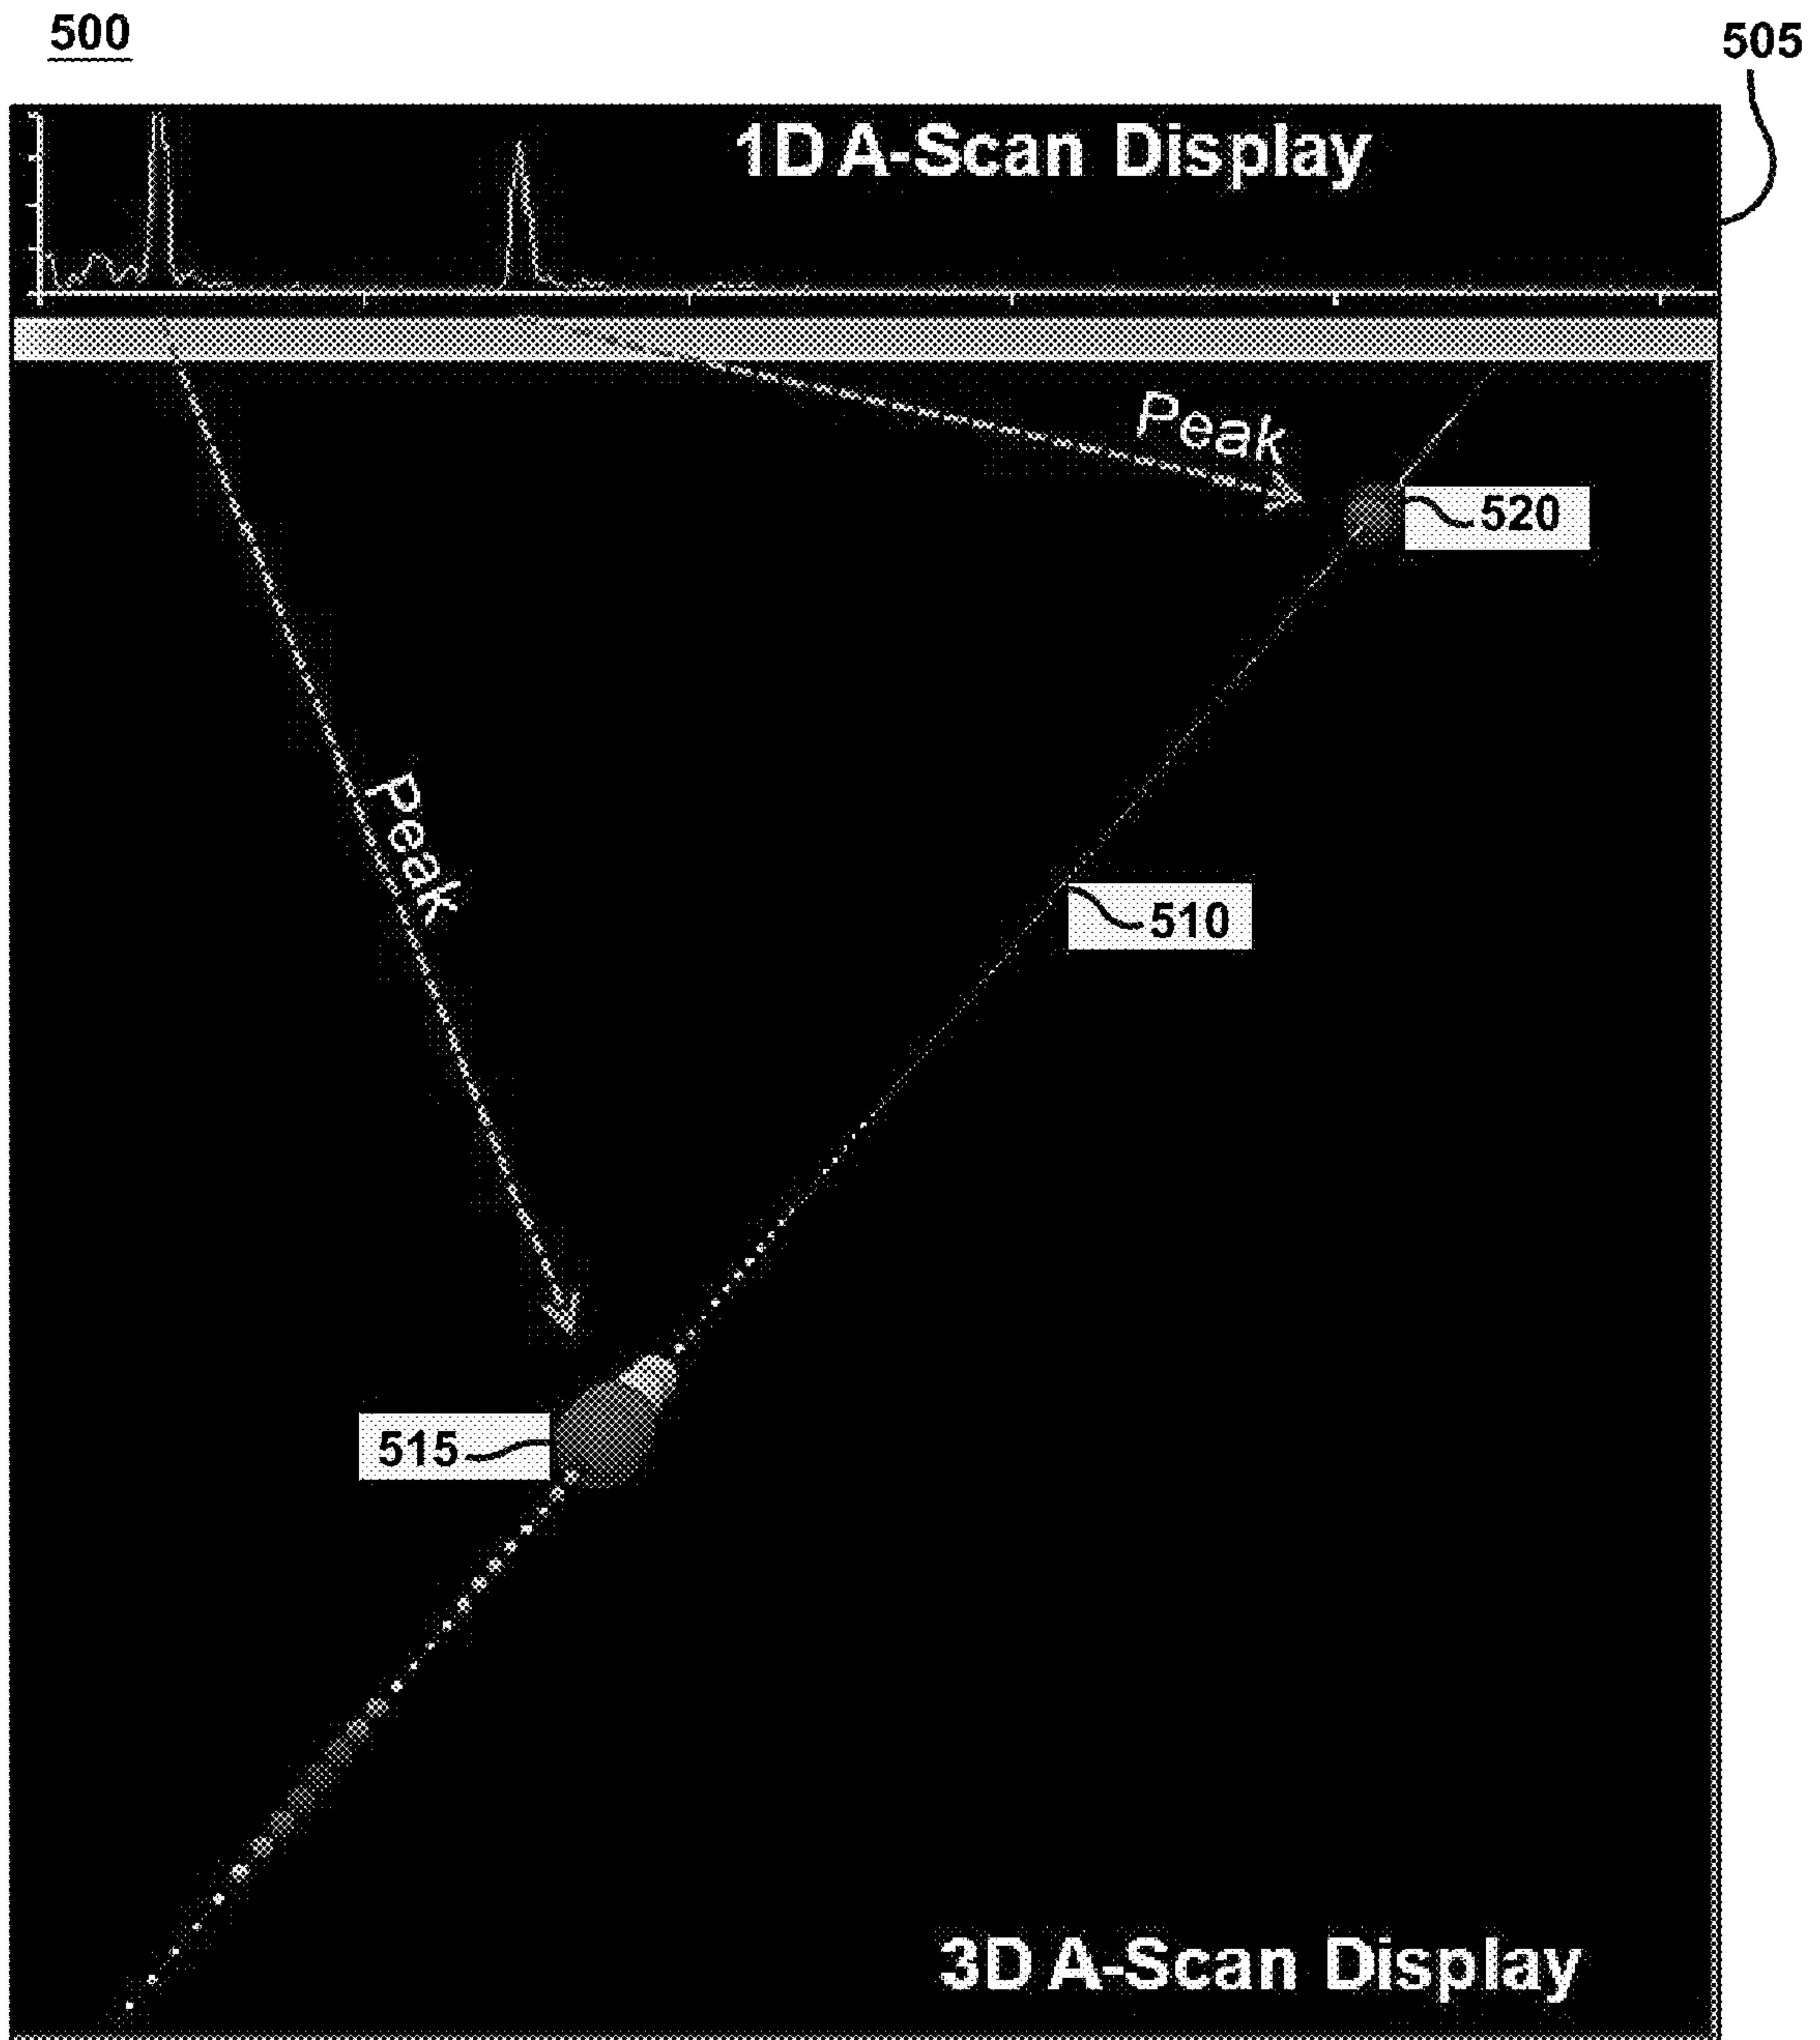 500
505
1D A-Scan Display
Peak
520
Peak
510
515
3D A-Scan Display